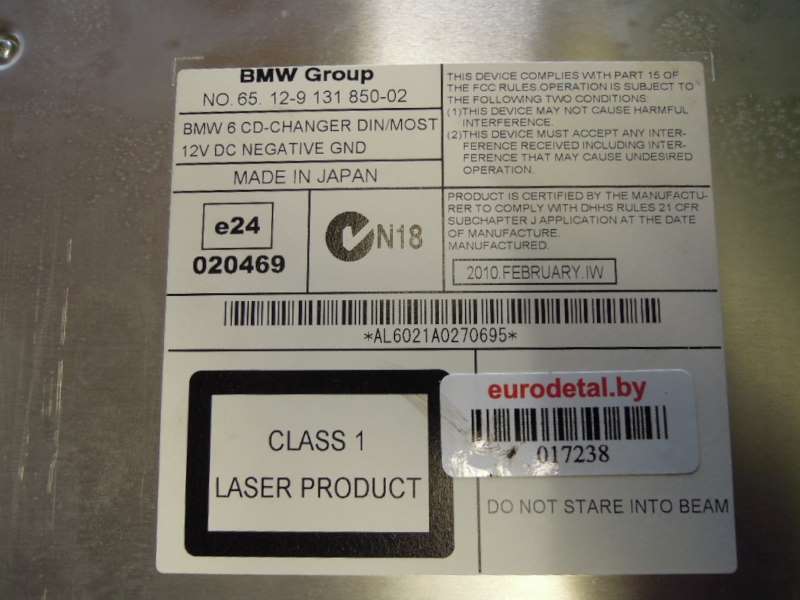 BMW Group
NO. 65. 12-9 131 850-02
BMW 6 CD-CHANGER DIN/MOST
12V DC NEGATIVE GND
MADE IN JAPAN
e24
020469
N18
THIS DEVICE COMPLIES WITH PART 15 OF
THE FCC RULES.OPERATION IS SUBJECT TO
THE FOLLOWING TWO CONDITIONS.
(1)THIS DEVICE MAY NOT CAUSE HARMFUL
INTERFERENCE.
(2)THIS DEVICE MUST ACCEPT ANY INTER-
FERENCE RECEIVED INCLUDING INTER-
FERENCE THAT MAY CAUSE UNDESIRED
OPERATION.
PRODUCT IS CERTIFIED BY THE MANUFACTU-
RER TO COMPLY WITH DHHS RULES 21 CFR
SUBCHAPTER J APPLICATION AT THE DATE
OF MANUFACTURE.
MANUFACTURED.
2010.FEBRUARY.IW
*AL6021A0270695*
CLASS 1
LASER PRODUCT
eurodetal.by
017238
DO NOT STARE INTO BEAM